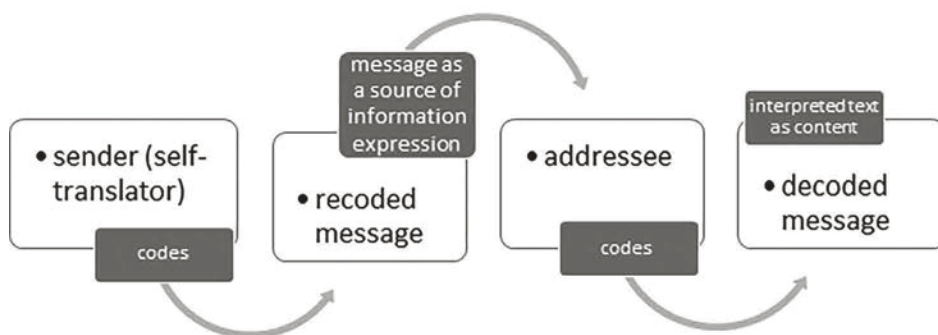 • sender (self-
translator)
codes
message as
a source of
information
expression
• recoded
message
• addressee
codes
interpreted text
as content
• decoded
message